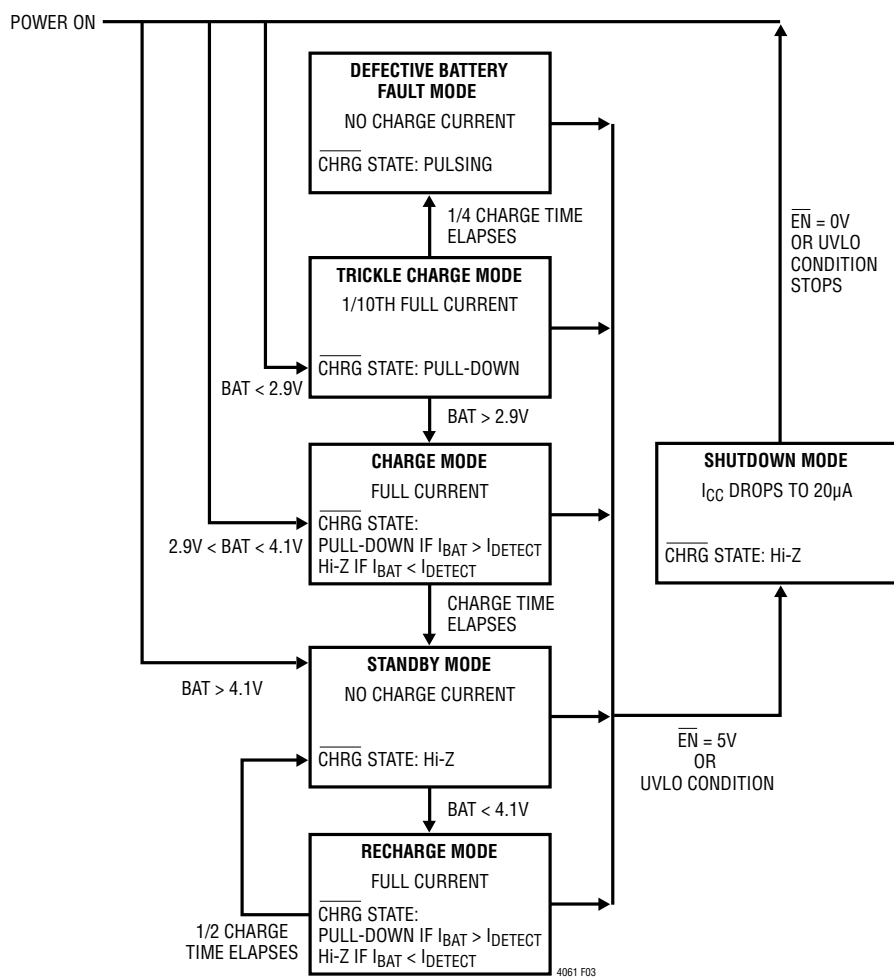 POWER ON
DEFECTIVE BATTERY
FAULT MODE
NO CHARGE CURRENT
CHRG STATE: PULSING
1/4 CHARGE TIME
ELAPSES
TRICKLE CHARGE MODE
1/10TH FULL CURRENT
CHRG STATE: PULL-DOWN
BAT < 2.9V
BAT > 2.9V
CHARGE MODE
FULL CURRENT
CHRG STATE:
PULL-DOWN IF IBAT > IDETECT
Hi-Z IF IBAT < IDETECT
2.9V < BAT < 4.1V
CHARGE TIME
ELAPSES
STANDBY MODE
NO CHARGE CURRENT
CHRG STATE: Hi-Z
BAT > 4.1V
BAT < 4.1V
RECHARGE MODE
FULL CURRENT
CHRG STATE:
PULL-DOWN IF IBAT > IDETECT
Hi-Z IF IBAT < IDETECT
1/2 CHARGE
TIME ELAPSES
EN = 0V
OR UVLO
CONDITION
STOPS
SHUTDOWN MODE
ICC DROPS TO 20µA
CHRG STATE: Hi-Z
EN = 5V
OR
UVLO CONDITION
4061 F03